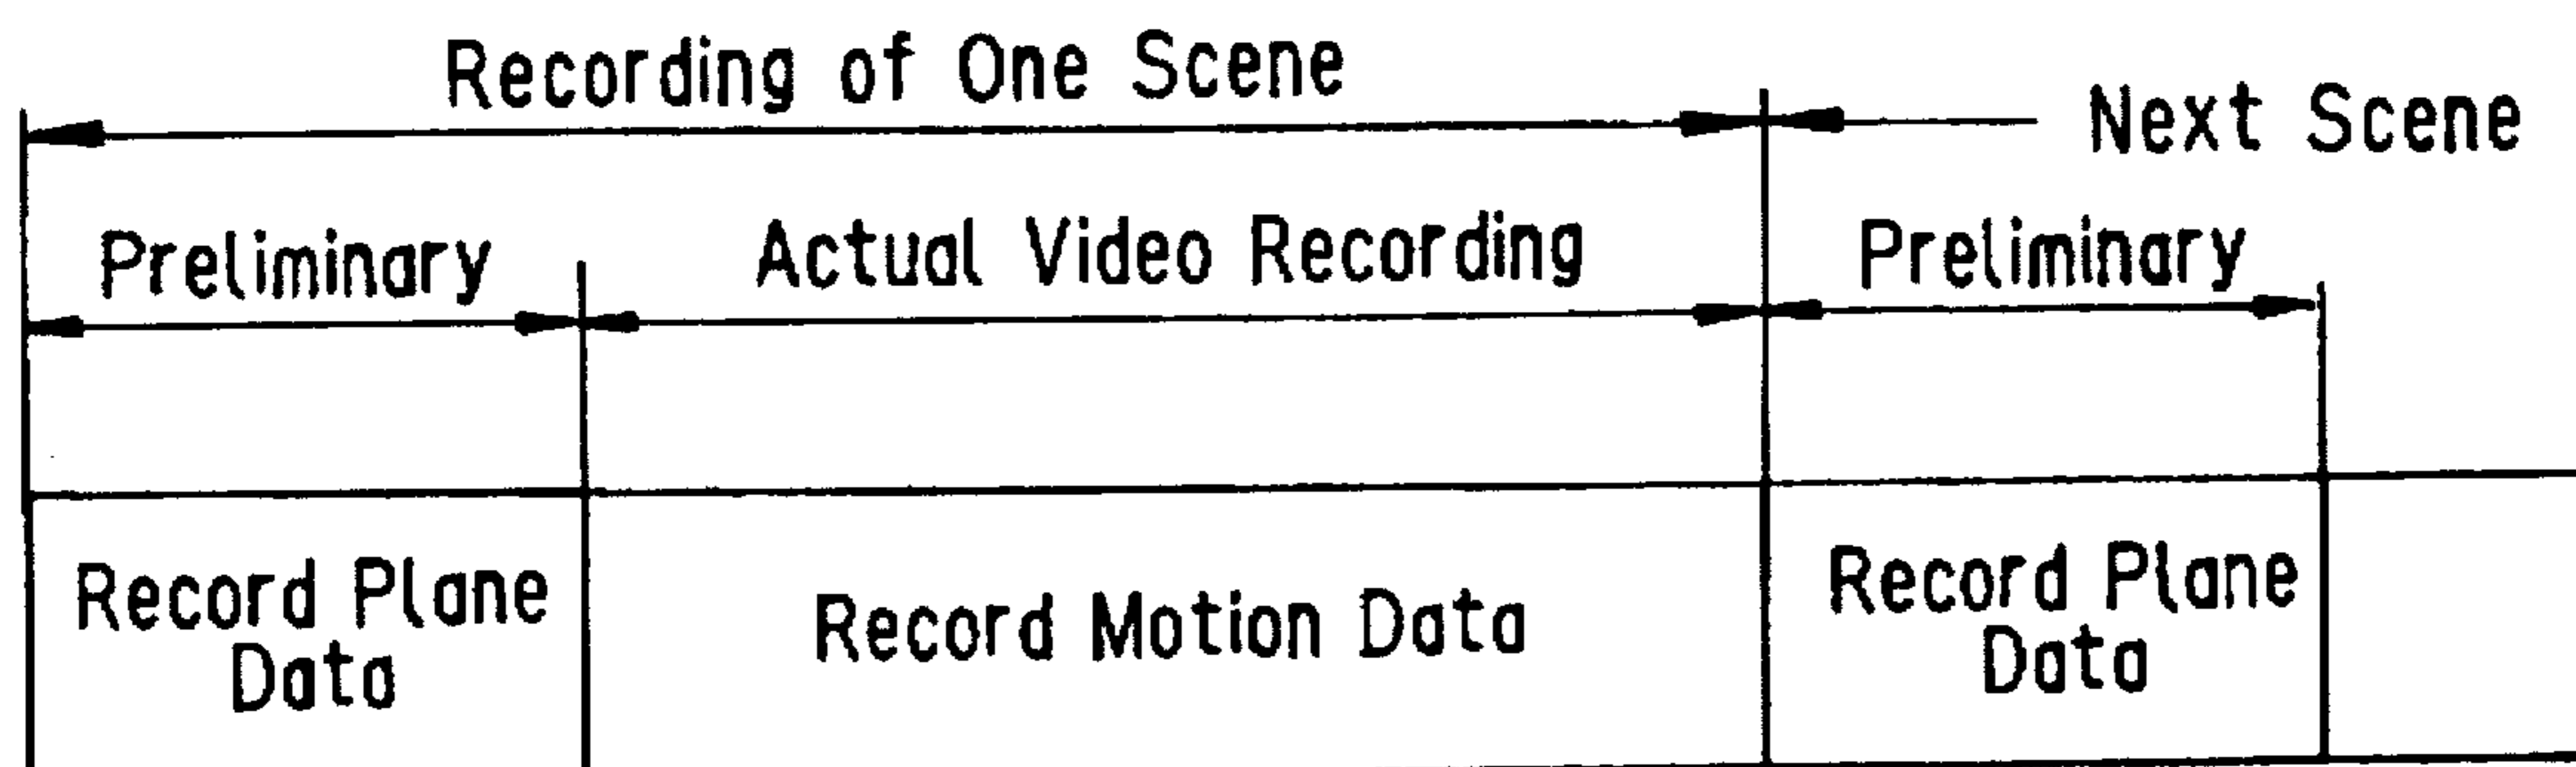 Recording of One Scene
Next Scene
Preliminary
Actual Video Recording
Preliminary
Record Plane
Data
Record Motion Data
Record Plane
Data